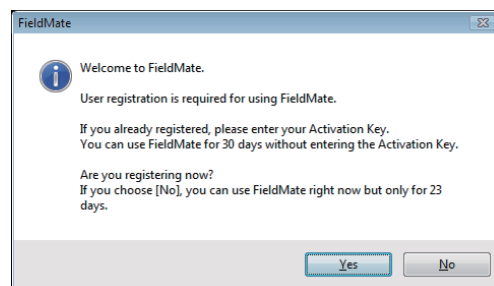 FieldMate
Welcome to FieldMate.
User registration is required for using FieldMate.
If you already registered, please enter your Activation Key.
You can use FieldMate for 30 days without entering the Activation Key.
Are you registering now?
If you choose [No], you can use FieldMate right now but only for 23
days.
Yes
No